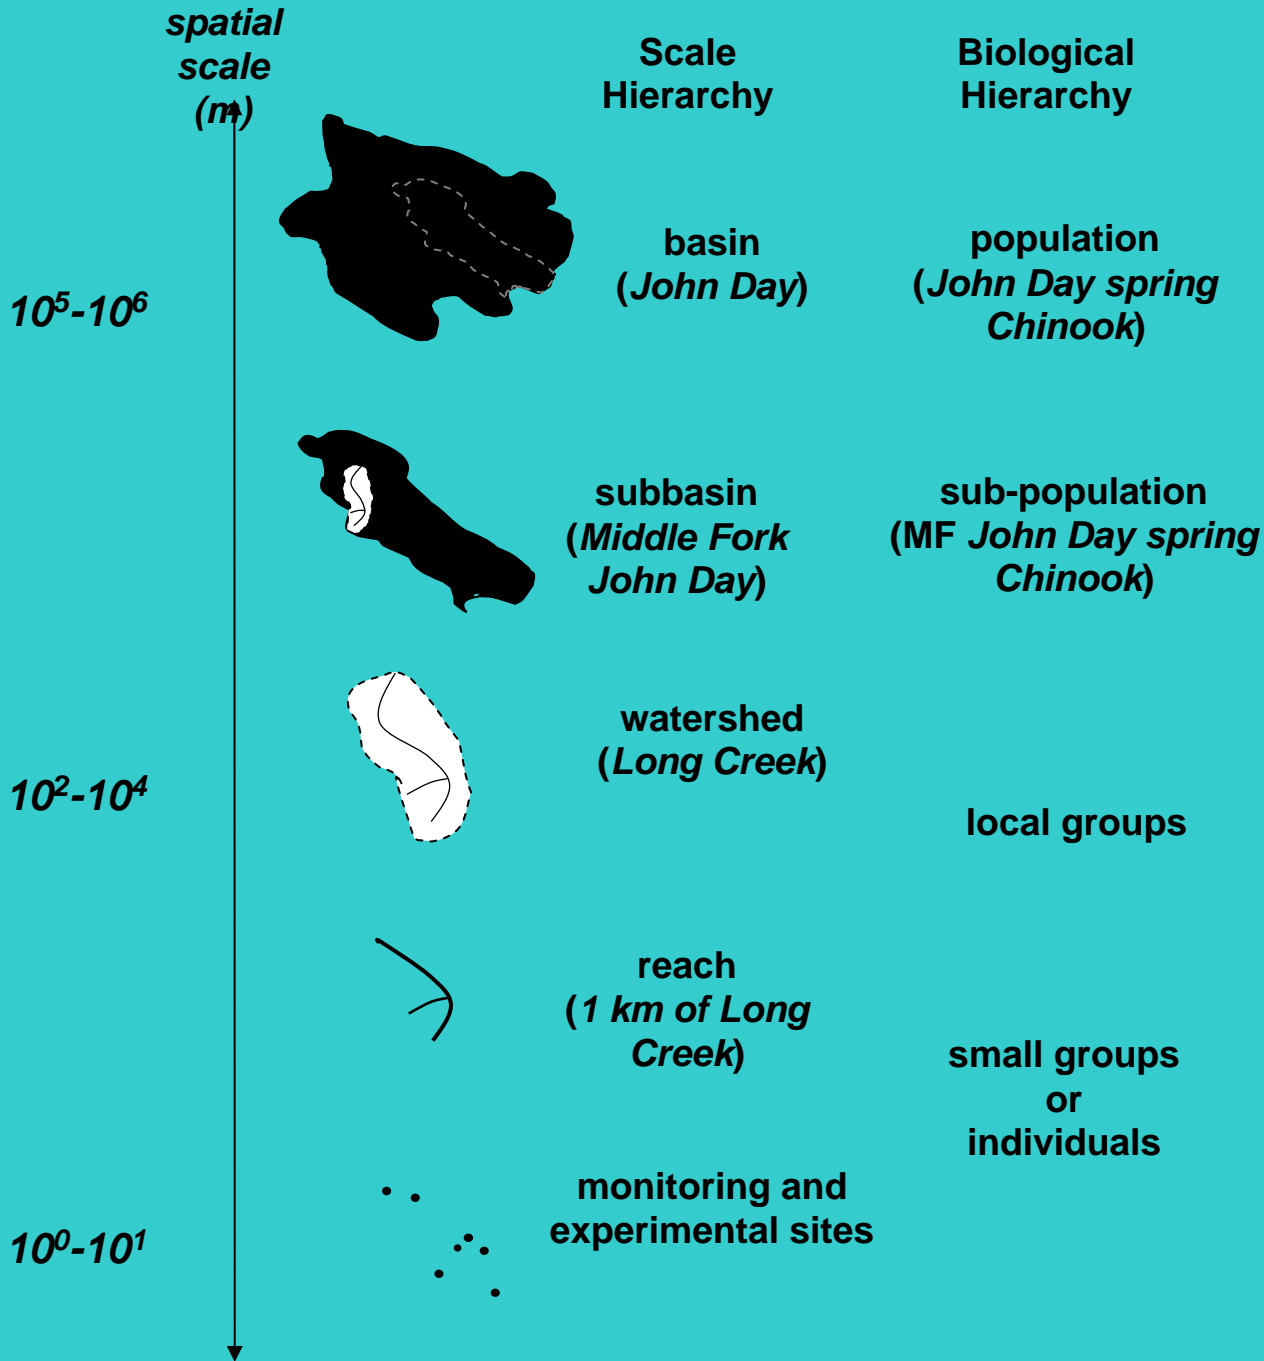 spatial
scale
(m)
Scale
Hierarchy
Biological
Hierarchy
10⁵-10⁶
basin
(John Day)
population
(John Day spring
Chinook)
subbasin
(Middle Fork
John Day)
sub-population
(MF John Day spring
Chinook)
10²-10⁴
watershed
(Long Creek)
local groups
reach
(1 km of Long
Creek)
small groups
or
individuals
10⁰-10¹
monitoring and
experimental sites